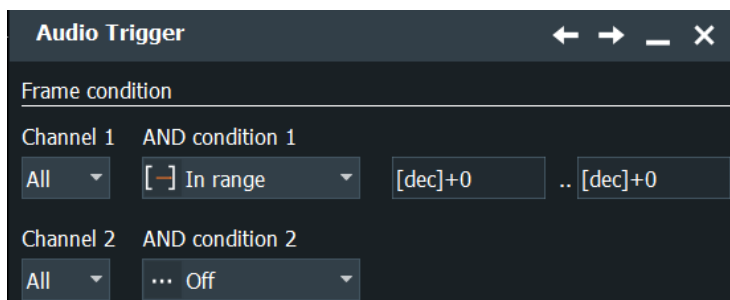 Audio Trigger
Frame condition
Channel 1 AND condition 1
All In range [dec]+0 .. [dec]+0
Channel 2 AND condition 2
All ... Off